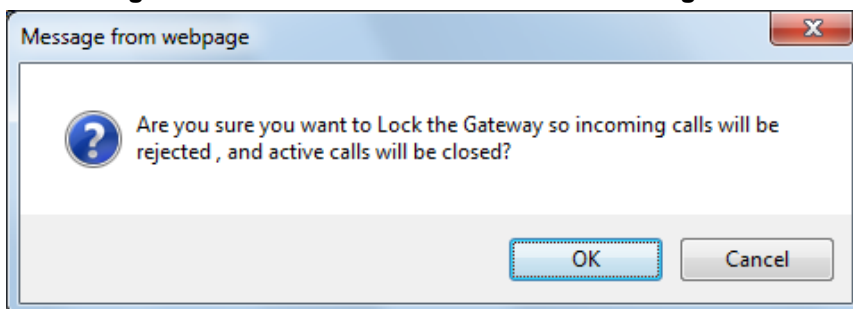 Message from webpage
Are you sure you want to Lock the Gateway so incoming calls will be
rejected , and active calls will be closed?
OK
Cancel